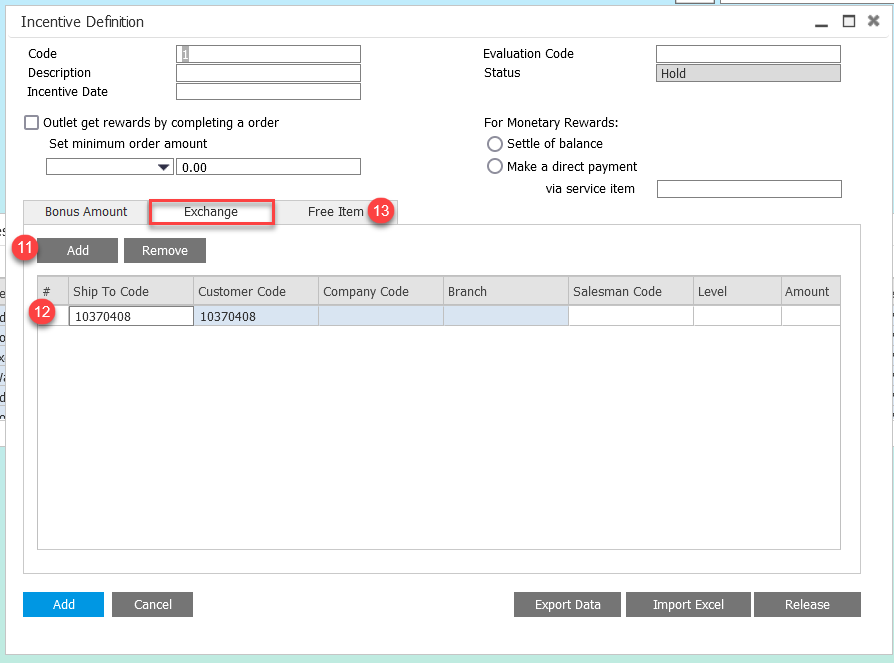 Incentive Definition
Code 1 Evaluation Code
Description Status Hold
Incentive Date
Outlet get rewards by completing a order For Monetary Rewards:
Set minimum order amount Settle of balance
0.00 Make a direct payment
via service item
Bonus Amount Exchange Free Item 13
11 Add Remove
# Ship To Code Customer Code Company Code Branch Salesman Code Level Amount
12 10370408 10370408
Add Cancel Export Data Import Excel Release